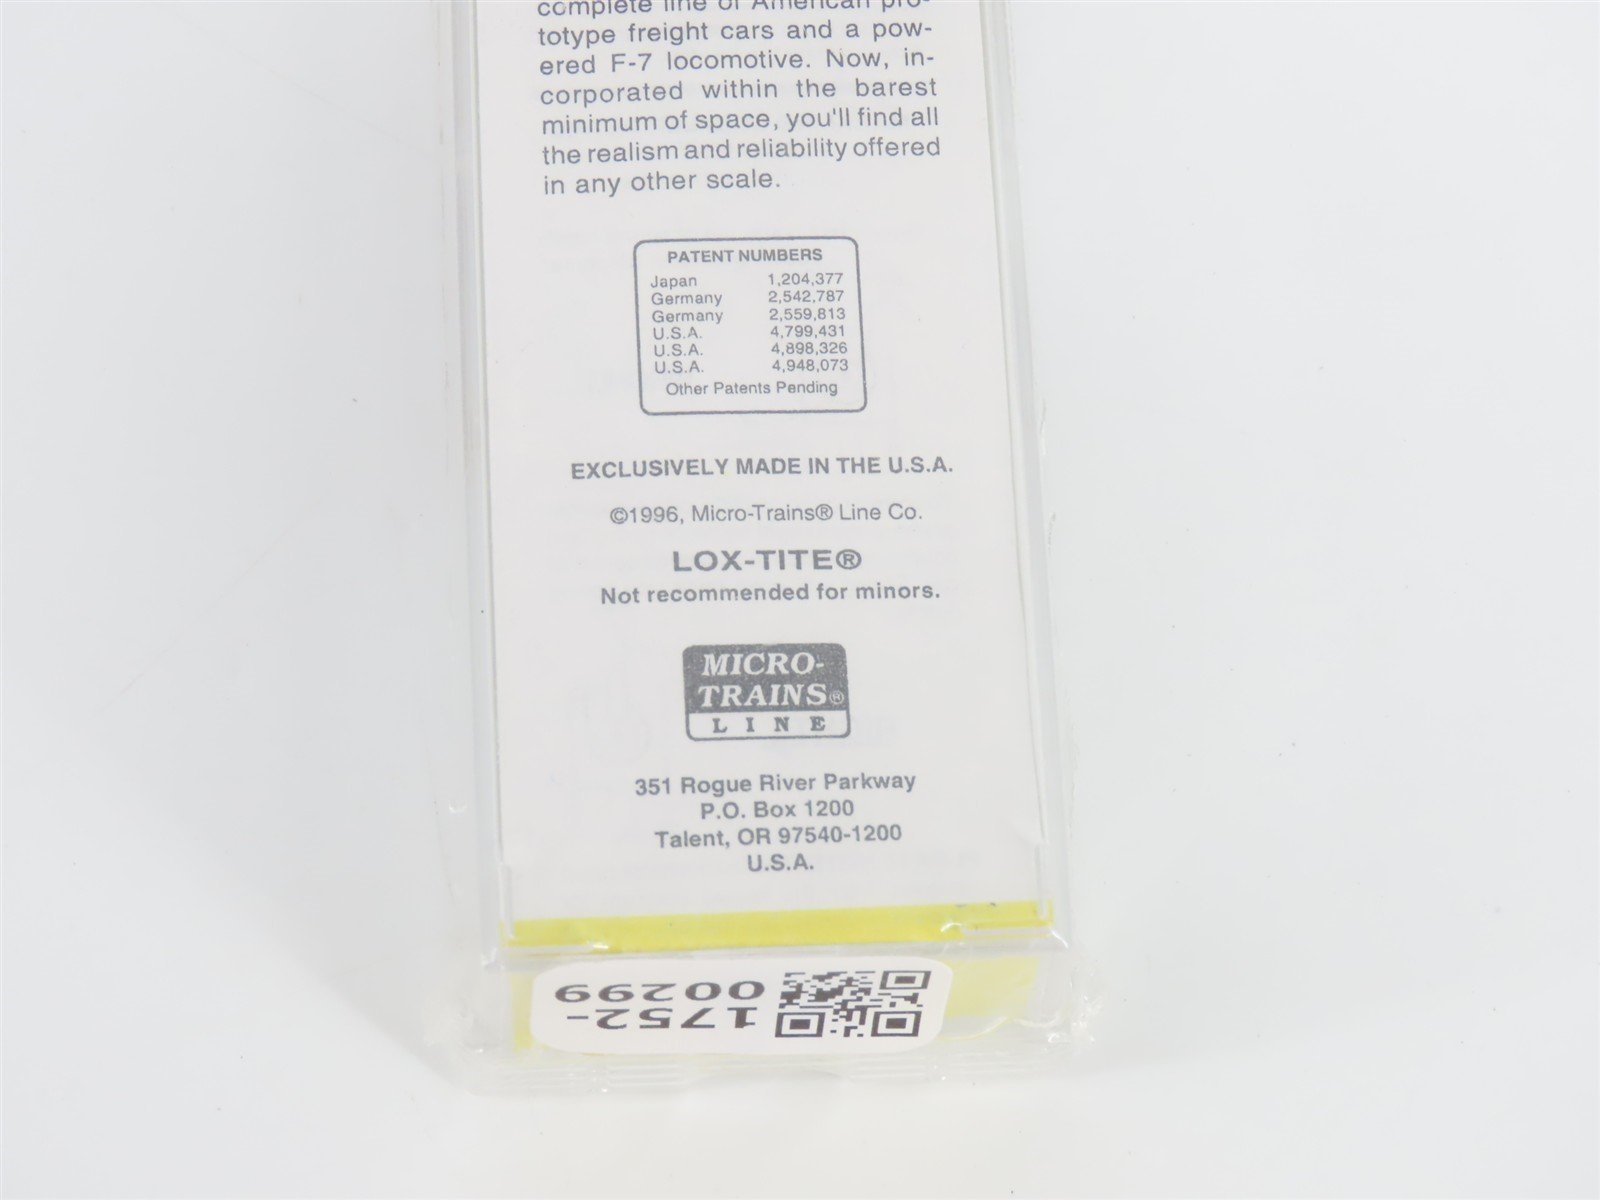 complete line of American pro-
totype freight cars and a pow-
ered F-7 locomotive. Now, in-
corporated within the barest
minimum of space, you'll find all
the realism and reliability offered
in any other scale.
PATENT NUMBERS
Japan 1,204,377
Germany 2,542,787
Germany 2,559,813
U.S.A. 4,799,431
U.S.A. 4,898,326
U.S.A. 4,948,073
Other Patents Pending
EXCLUSIVELY MADE IN THE U.S.A.
©1996, Micro-Trains® Line Co.
LOX-TITE®
Not recommended for minors.
MICRO-
TRAINS®
LINE
351 Rogue River Parkway
P.O. Box 1200
Talent, OR 97540-1200
U.S.A.
1752-
00299